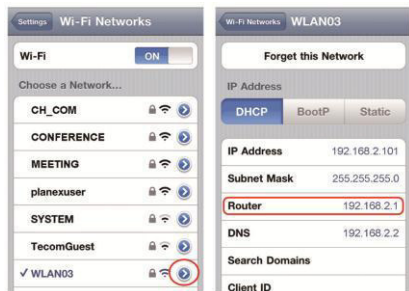 Settings Wi-Fi Networks
Wi-Fi ON
Choose a Network...
CH_COM
CONFERENCE
MEETING
planexuser
SYSTEM
TecomGuest
✓ WLAN03
Wi-Fi Networks WLAN03
Forget this Network
IP Address
DHCP BootP Static
IP Address 192.168.2.101
Subnet Mask 255.255.255.0
Router 192.168.2.1
DNS 192.168.2.2
Search Domains
Client ID